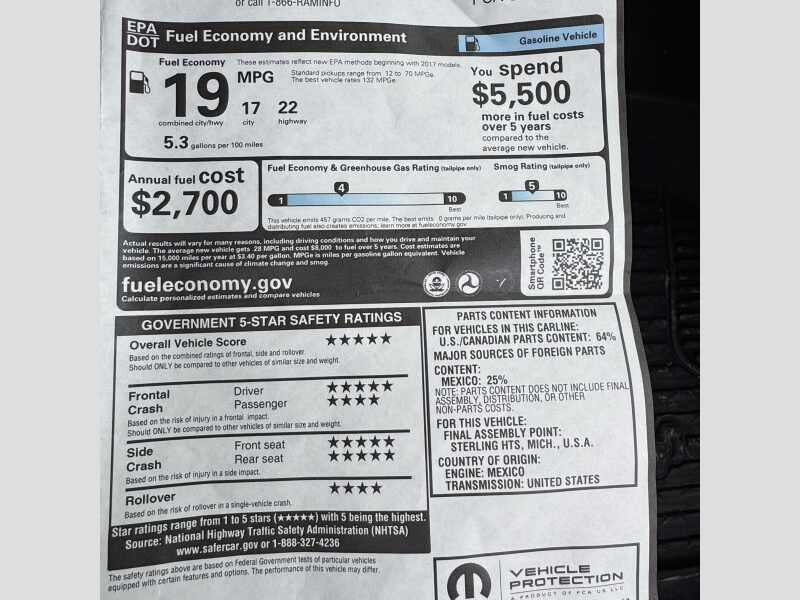 or call 1-866-RAMINFO
EPA
DOT
Fuel Economy and Environment
Gasoline Vehicle
Fuel Economy
These estimates reflect new EPA methods beginning with 2017 models.
19
MPG
Standard pickups range from 12 to 70 MPGe.
The best vehicle rates 132 MPGe.
17
22
combined city/hwy
city
highway
5.3 gallons per 100 miles
You spend
$5,500
more in fuel costs
over 5 years
compared to the
average new vehicle.
Annual fuel cost
$2,700
Fuel Economy & Greenhouse Gas Rating (tailpipe only)
Smog Rating (tailpipe only)
4
5
1
10
1
10
Best
Best
This vehicle emits 457 grams CO2 per mile. The best emits 0 grams per mile (tailpipe only). Producing and
distributing fuel also creates emissions; learn more at fueleconomy.gov
Actual results will vary for many reasons, including driving conditions and how you drive and maintain your
vehicle. The average new vehicle gets 28 MPG and cost $8,000 to fuel over 5 years. Cost estimates are
based on 15,000 miles per year at $3.40 per gallon. MPGe is miles per gasoline gallon equivalent. Vehicle
emissions are a significant cause of climate change and smog.
fueleconomy.gov
Calculate personalized estimates and compare vehicles
Smartphone
QR Code™
GOVERNMENT 5-STAR SAFETY RATINGS
Overall Vehicle Score ★★★★★
Based on the combined ratings of frontal, side and rollover.
Should ONLY be compared to other vehicles of similar size and weight.
Frontal
Crash
Driver ★★★★★
Passenger ★★★★
Based on the risk of injury in a frontal impact.
Should ONLY be compared to other vehicles of similar size and weight.
Side
Crash
Front seat ★★★★★
Rear seat ★★★★★
Based on the risk of injury in a side impact.
Rollover ★★★★
Based on the risk of rollover in a single-vehicle crash.
Star ratings range from 1 to 5 stars (★★★★★) with 5 being the highest.
Source: National Highway Traffic Safety Administration (NHTSA)
www.safercar.gov or 1-888-327-4236
The safety ratings above are based on Federal Government tests of particular vehicles
equipped with certain features and options. The performance of this vehicle may differ.
PARTS CONTENT INFORMATION
FOR VEHICLES IN THIS CARLINE:
U.S./CANADIAN PARTS CONTENT: 64%
MAJOR SOURCES OF FOREIGN PARTS
CONTENT:
MEXICO: 25%
NOTE: PARTS CONTENT DOES NOT INCLUDE FINAL
ASSEMBLY, DISTRIBUTION, OR OTHER
NON-PARTS COSTS.
FOR THIS VEHICLE:
FINAL ASSEMBLY POINT:
STERLING HTS, MICH., U.S.A.
COUNTRY OF ORIGIN:
ENGINE: MEXICO
TRANSMISSION: UNITED STATES
VEHICLE
PROTECTION
A PRODUCT OF FCA US LLC